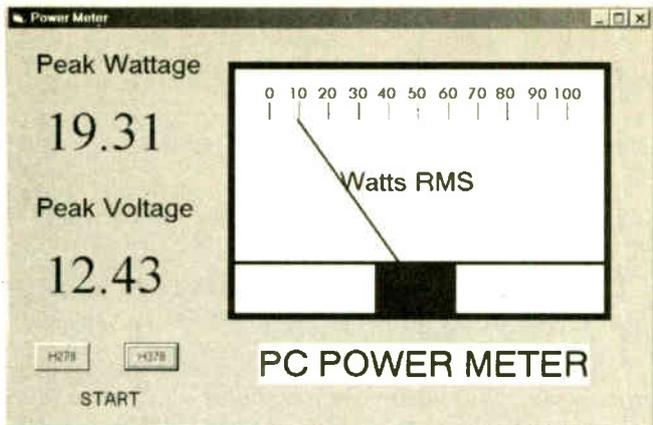 Power Meter
Peak Wattage
19.31
Peak Voltage
12.43
H278
H378
START
0 10 20 30 40 50 60 70 80 90 100
Watts RMS
PC POWER METER